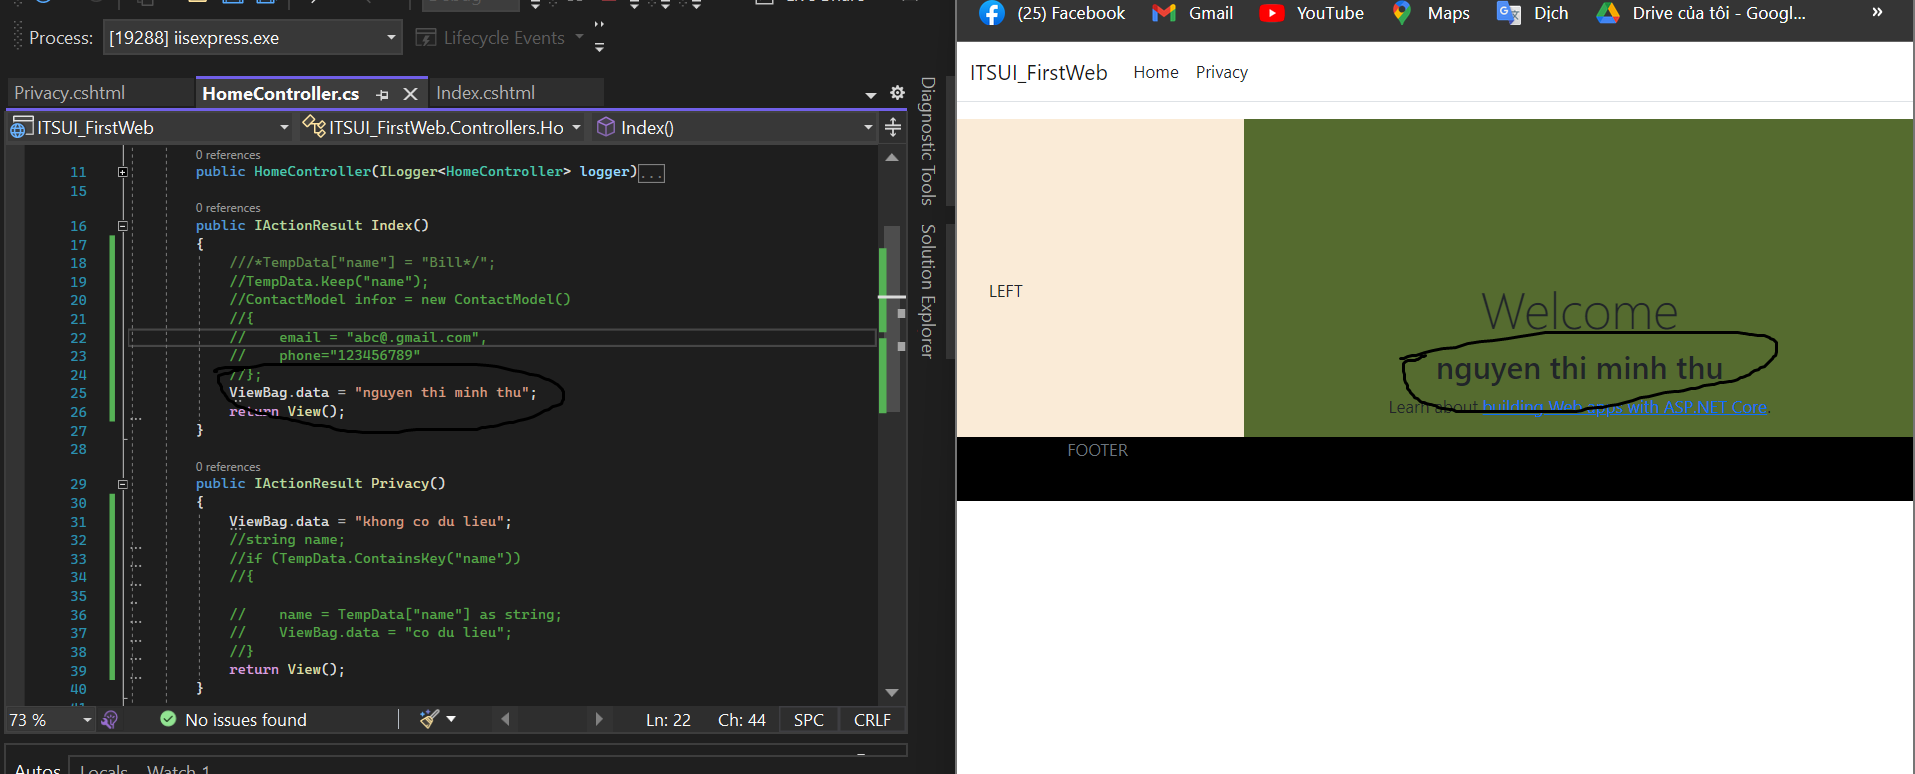 Process: [19288] iisexpress.exe Lifecycle Events
Privacy.cshtml HomeController.cs Index.cshtml
ITSUI_FirstWeb ITSUI_FirstWeb.Controllers.Ho Index()
0 references
11 public HomeController(ILogger<HomeController> logger)...
15
0 references
16 public IActionResult Index()
17 {
18 ///*TempData["name"] = "Bill*/";
19 //TempData.Keep("name");
20 //ContactModel infor = new ContactModel()
21 //{
22 // email = "abc@.gmail.com",
23 // phone="123456789"
24 //};
25 ViewBag.data = "nguyen thi minh thu";
26 return View();
27 }
28
0 references
29 public IActionResult Privacy()
30 {
31 ViewBag.data = "khong co du lieu";
32 //string name;
33 //if (TempData.ContainsKey("name"))
34 //{
35
36 // name = TempData["name"] as string;
37 // ViewBag.data = "co du lieu";
38 //}
39 return View();
40 }
73 % No issues found Ln: 22 Ch: 44 SPC CRLF
Autos Locals Watch 1
Diagnostic Tools
Solution Explorer
(25) Facebook Gmail YouTube Maps Dịch Drive của tôi - Googl... »
ITSUI_FirstWeb Home Privacy
LEFT
Welcome
nguyen thi minh thu
Learn about building Web apps with ASP.NET Core.
FOOTER